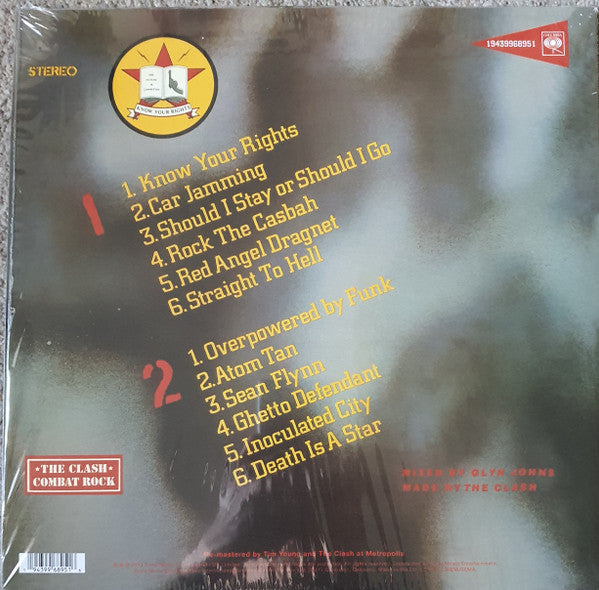 STEREO
KNOW YOUR RIGHTS
19439968951
COLUMBIA
1
1. Know Your Rights
2. Car Jamming
3. Should I Stay or Should I Go
4. Rock The Casbah
5. Red Angel Dragnet
6. Straight To Hell
2
1. Overpowered by Funk
2. Atom Tan
3. Sean Flynn
4. Ghetto Defendant
5. Inoculated City
6. Death Is A Star
★THE CLASH★
COMBAT ROCK
MIXED BY GLYN JOHNS
MADE BY THE CLASH
Re-mastered by Tim Young and The Clash at Metropolis
94399 68951